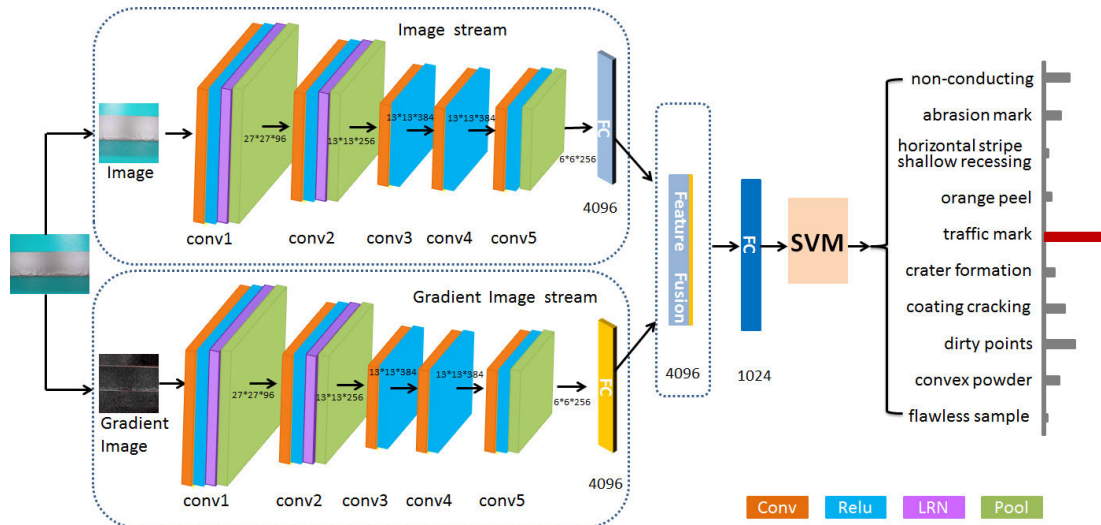 Image stream
27*27*96
13*13*256
13*13*384
13*13*384
6*6*256
FC
4096
Image
conv1
conv2
conv3
conv4
conv5
Gradient Image stream
27*27*96
13*13*256
13*13*384
13*13*384
6*6*256
FC
4096
Gradient
Image
conv1
conv2
conv3
conv4
conv5
Feature Fusion
4096
FC
1024
SVM
non-conducting
abrasion mark
horizontal stripe
shallow recessing
orange peel
traffic mark
crater formation
coating cracking
dirty points
convex powder
flawless sample
Conv
Relu
LRN
Pool